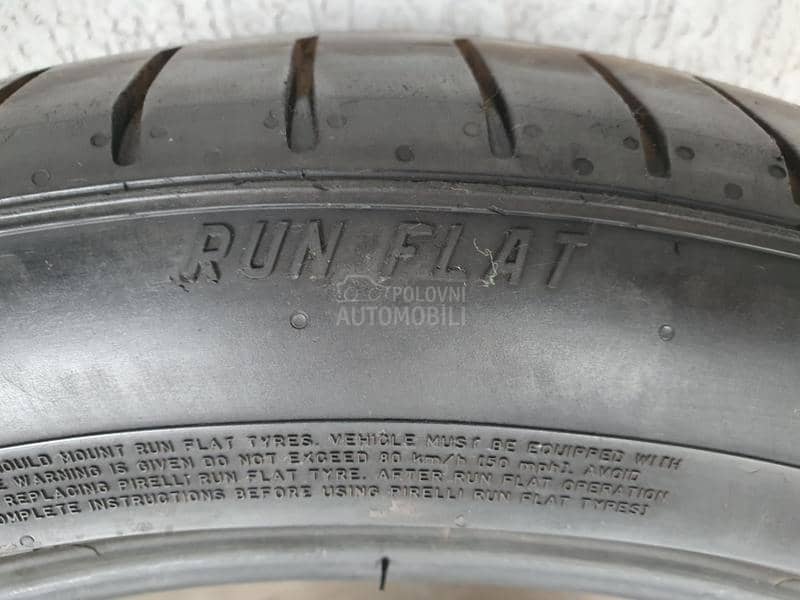 RUN FLAT
POLOVNI
AUTOMOBILI
OULD MOUNT RUN FLAT TYRES. VEHICLE MUST BE EQUIPPED WITH
E WARNING IS GIVEN DO NOT EXCEED 80 km/h (50 mph). AVOID
REPLACING PIRELLI RUN FLAT TYRE. AFTER RUN FLAT OPERATION
OMPLETE INSTRUCTIONS BEFORE USING PIRELLI RUN FLAT TYRES)